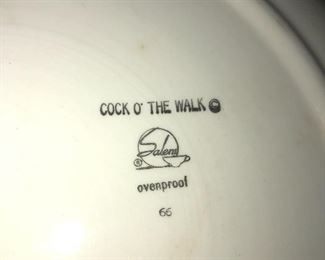 COCK O' THE WALK ©
Salem
®
ovenproof
66